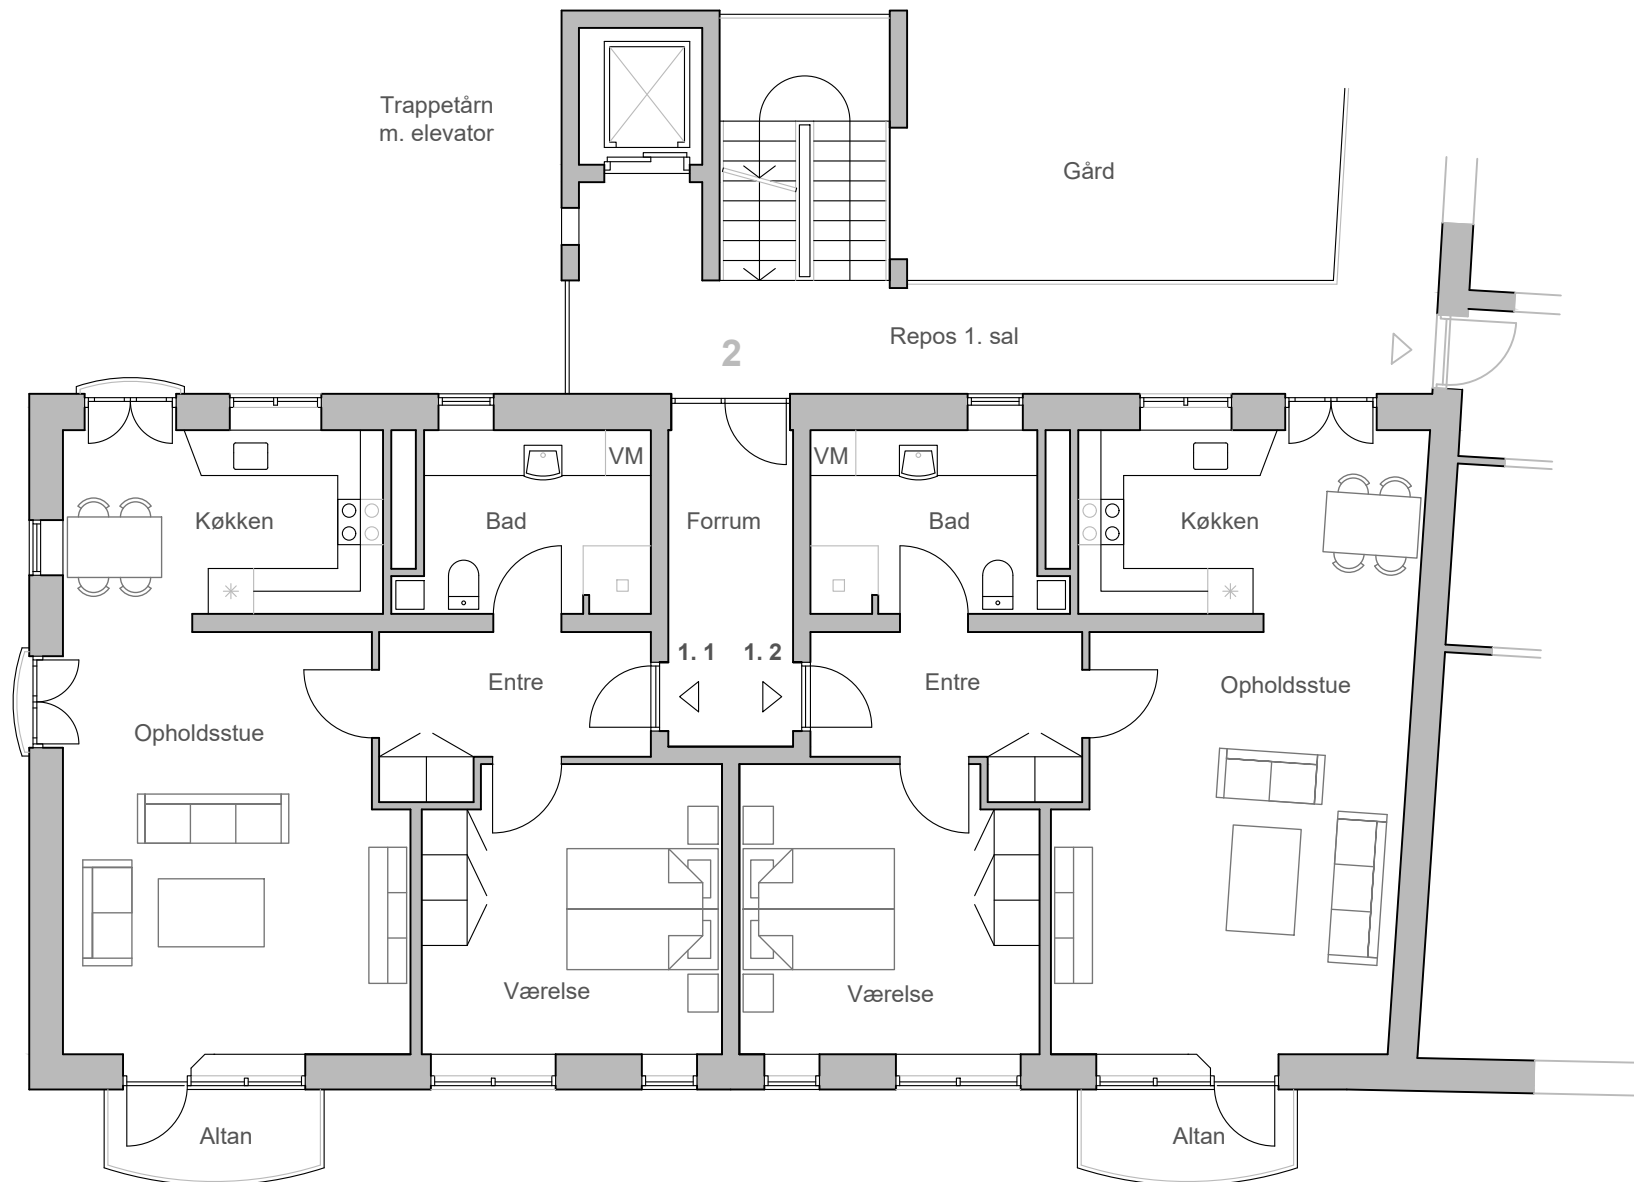 Trappetårn
m. elevator
Gård
Repos 1. sal
2
VM
VM
Køkken
Bad
Forrum
Bad
Køkken
1. 1
1. 2
Entre
Entre
Opholdsstue
Opholdsstue
Værelse
Værelse
Altan
Altan